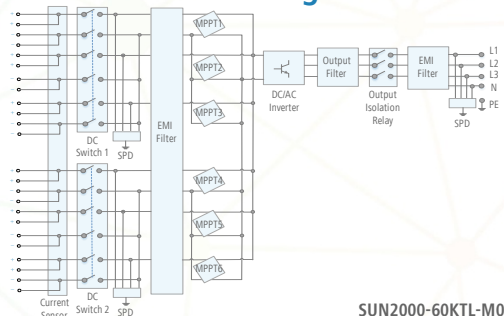 MPPT1
MPPT2
MPPT3
MPPT4
MPPT5
MPPT6
EMI
Filter
DC
Switch 1
SPD
Current
Sensor
DC
Switch 2
SPD
DC/AC
Inverter
Output
Filter
Output
Isolation
Relay
EMI
Filter
L1
L2
L3
N
PE
SPD
SUN2000-60KTL-M0